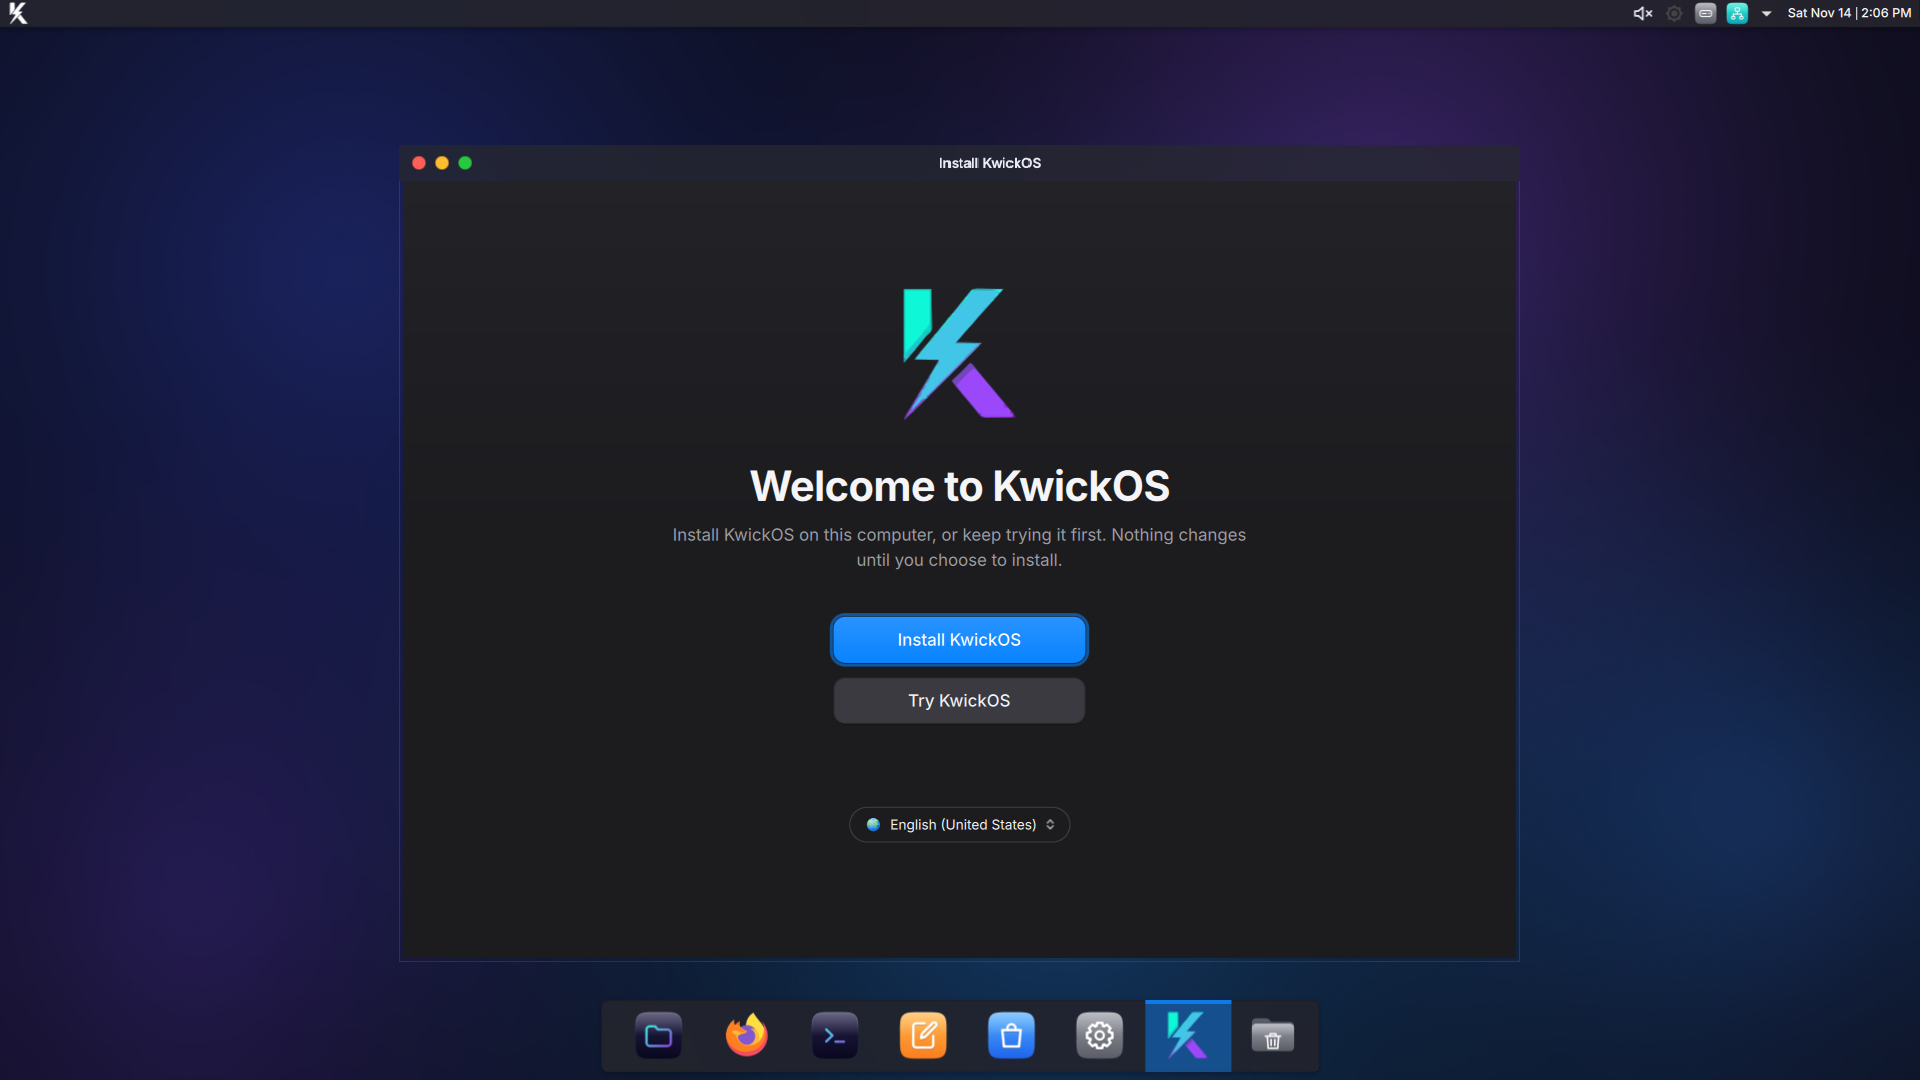 Sat Nov 14 | 2:06 PM
Install KwickOS
Welcome to KwickOS
Install KwickOS on this computer, or keep trying it first. Nothing changes
until you choose to install.
Install KwickOS
Try KwickOS
English (United States)